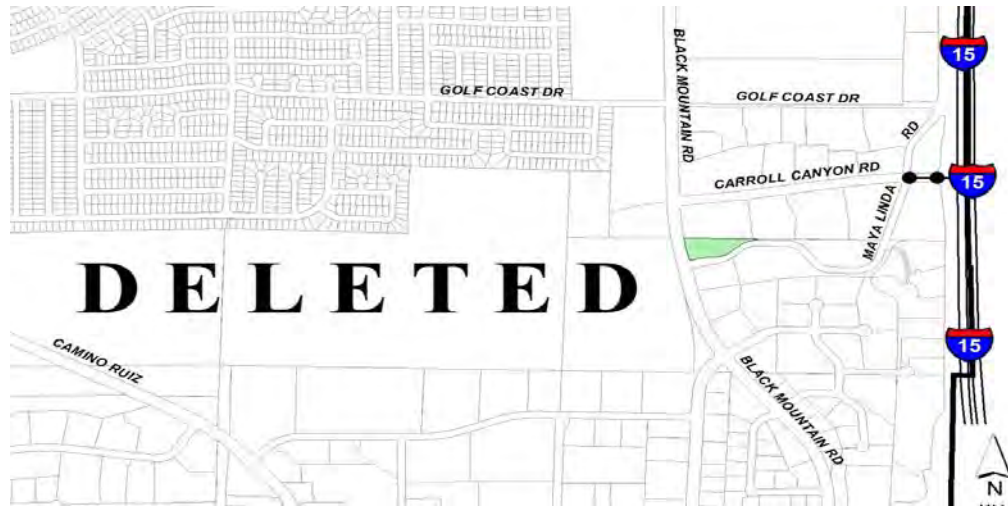 15
GOLF COAST DR
GOLF COAST DR
BLACK MOUNTAIN RD
RD
CARROLL CANYON RD
15
MAYA LINDA
DELETED
CAMINO RUIZ
15
BLACK MOUNTAIN RD
N